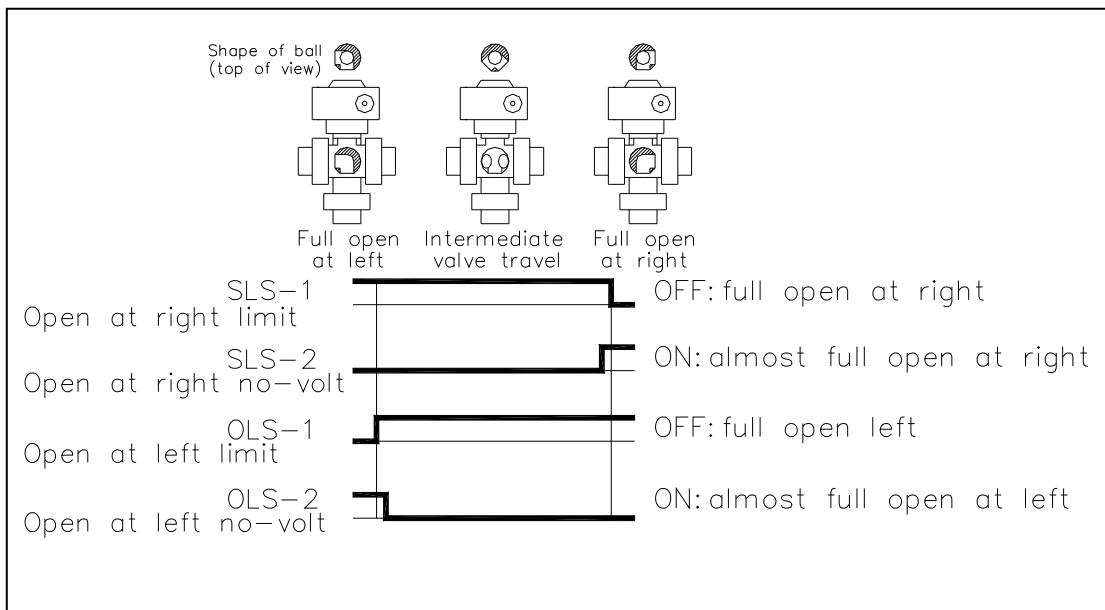 Shape of ball
(top of view)
Full open
at left
Intermediate
valve travel
Full open
at right
SLS-1
Open at right limit
OFF: full open at right
SLS-2
Open at right no-volt
ON: almost full open at right
OLS-1
Open at left limit
OFF: full open left
OLS-2
Open at left no-volt
ON: almost full open at left